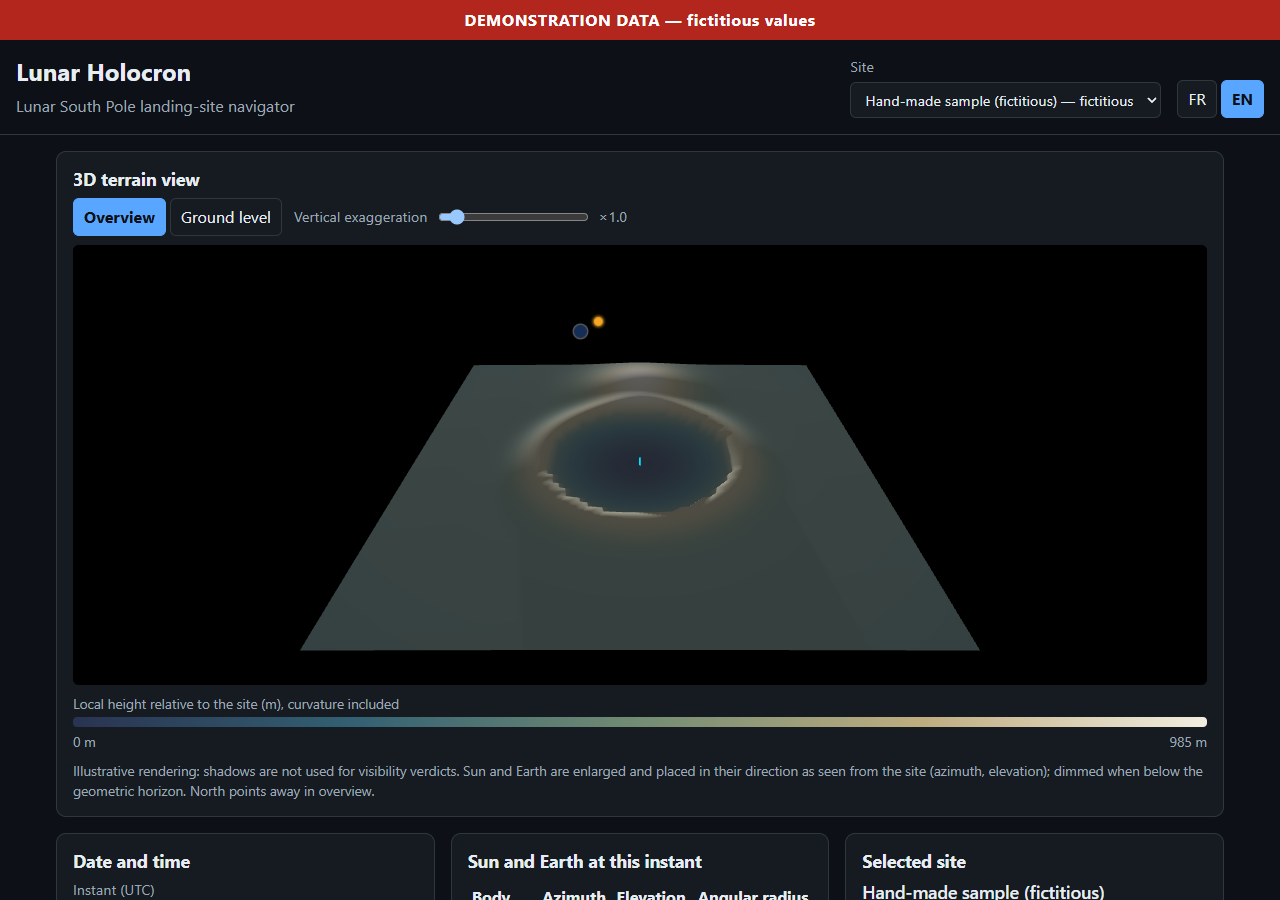 DEMONSTRATION DATA — fictitious values
Lunar Holocron
Lunar South Pole landing-site navigator
Site
Hand-made sample (fictitious) — fictitious
FR
EN
3D terrain view
Overview
Ground level
Vertical exaggeration
×1.0
Local height relative to the site (m), curvature included
0 m
985 m
Illustrative rendering: shadows are not used for visibility verdicts. Sun and Earth are enlarged and placed in their direction as seen from the site (azimuth, elevation); dimmed when below the
geometric horizon. North points away in overview.
Date and time
Instant (UTC)
Sun and Earth at this instant
Body Azimuth Elevation Angular radius
Selected site
Hand-made sample (fictitious)